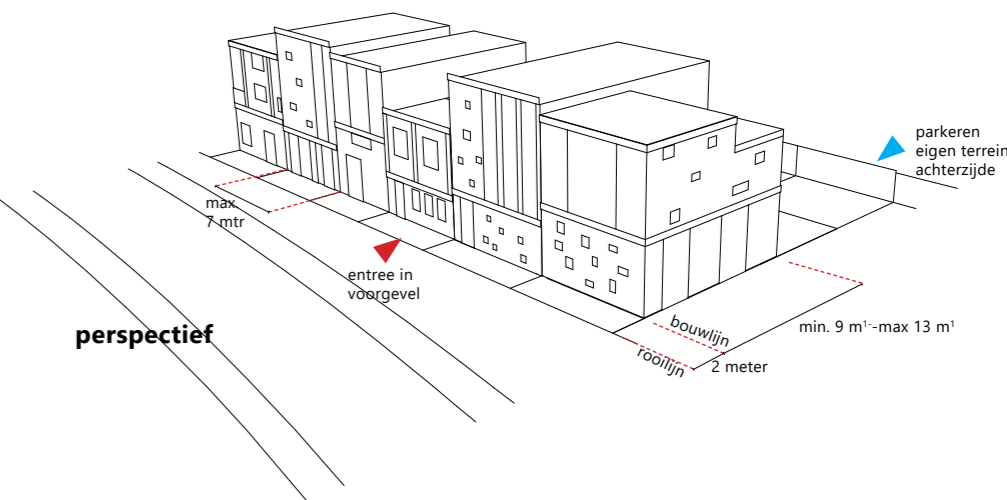 parkeren
eigen terrein
achterzijde
max.
7 mtr
entree in
voorgevel
perspectief
bouwlijn
rooilijn
2 meter
min. 9 m¹--max 13 m¹